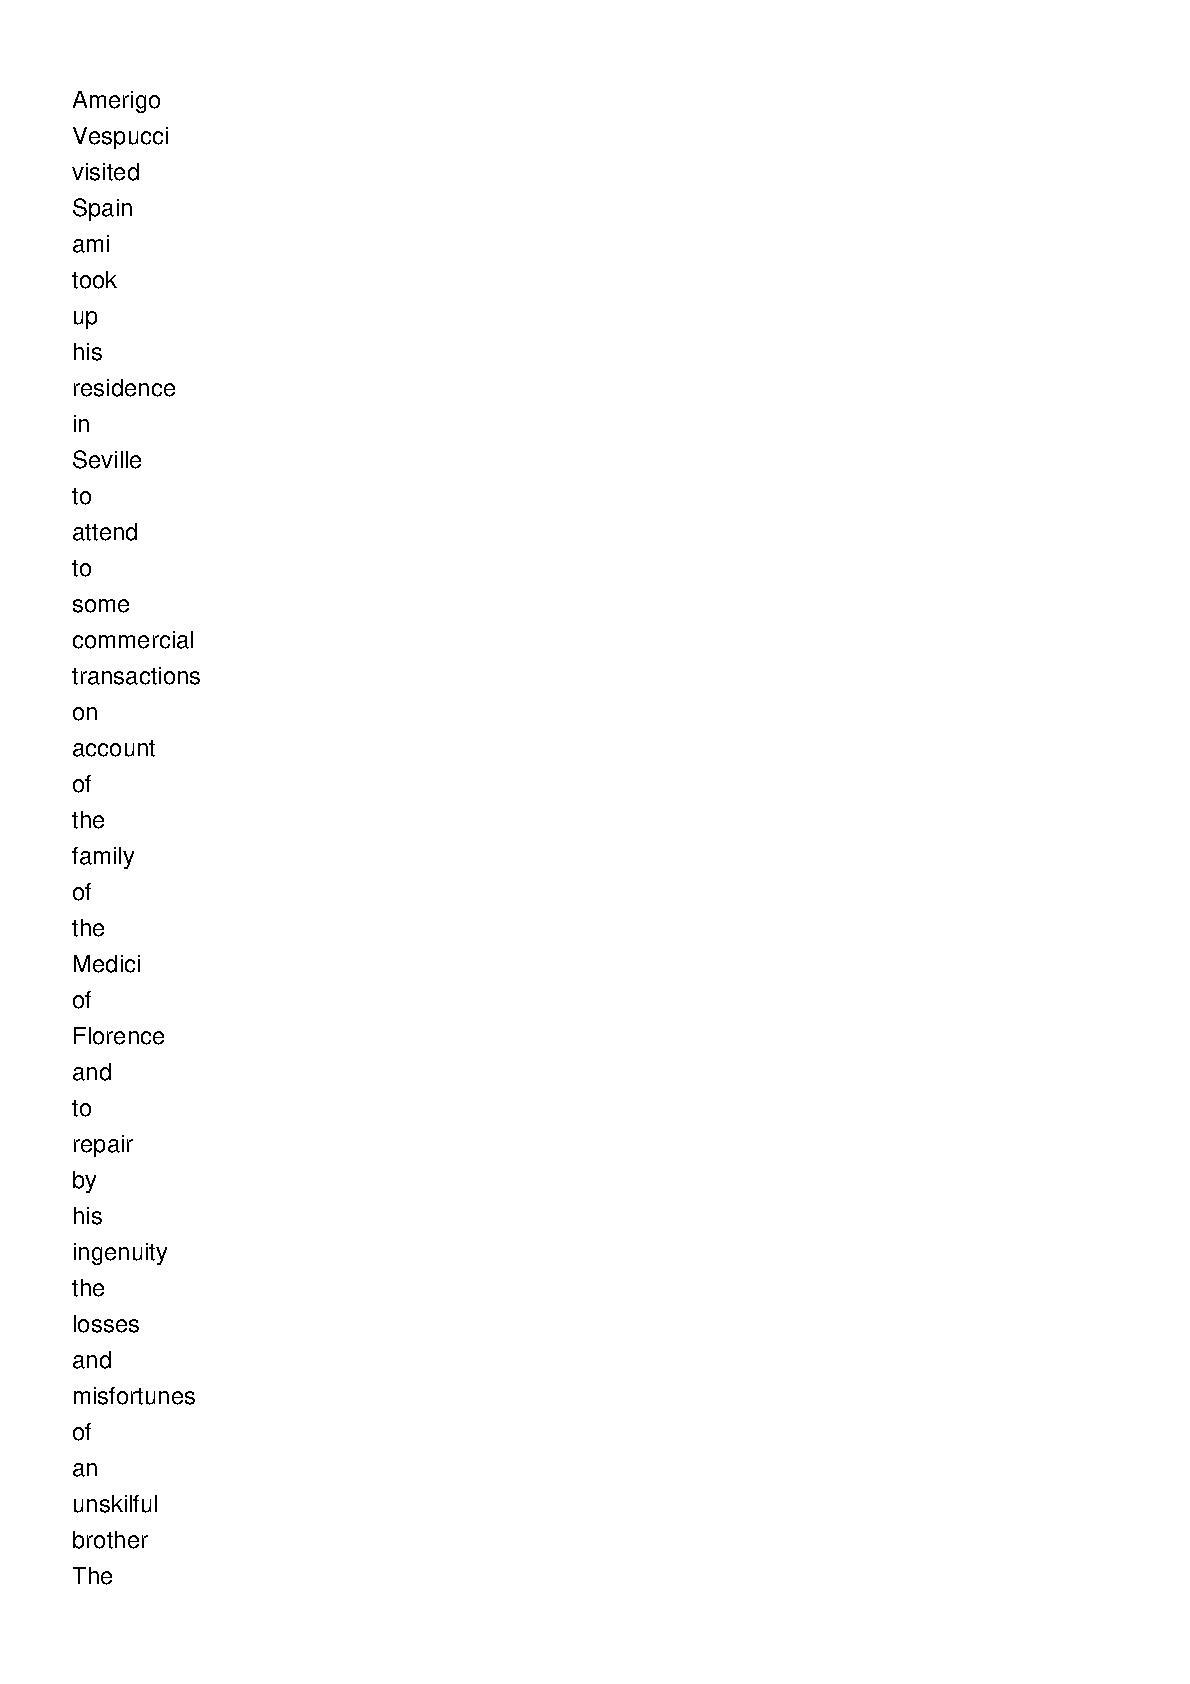 Amerigo
Vespucci
visited
Spain
ami
took
up
his
residence
in
Seville
to
attend
to
some
commercial
transactions
on
account
of
the
family
of
the
Medici
of
Florence
and
to
repair
by
his
ingenuity
the
losses
and
misfortunes
of
an
unskilful
brother
The